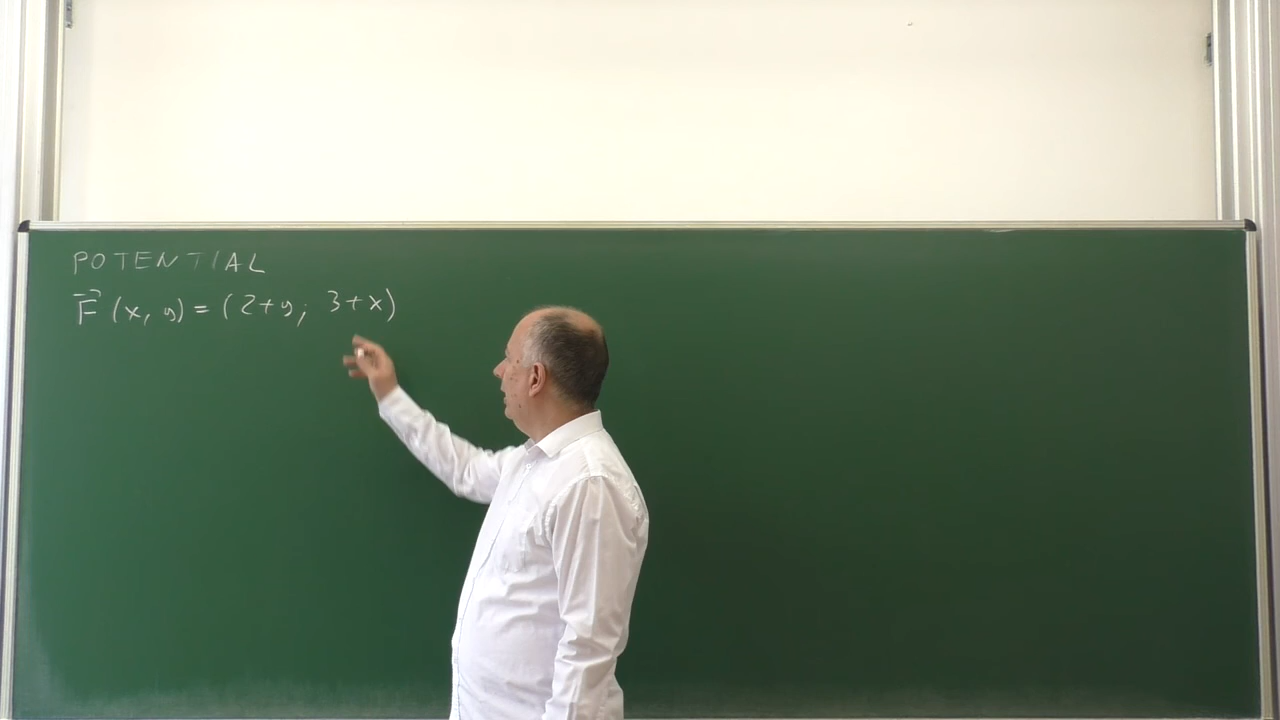 POTENTIAL
F⃗ (x, y) = (2+y; 3+x)